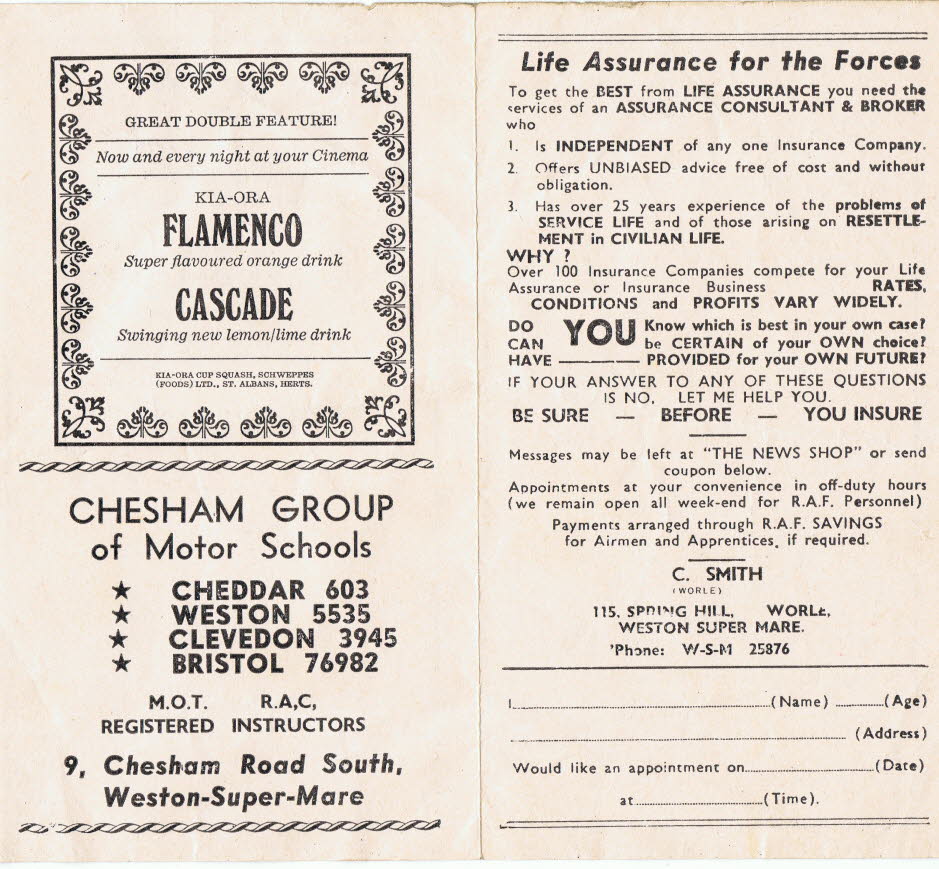 GREAT DOUBLE FEATURE!
Now and every night at your Cinema
KIA-ORA
FLAMENCO
Super flavoured orange drink
CASCADE
Swinging new lemon/lime drink
KIA-ORA CUP SQUASH, SCHWEPPES
(FOODS) LTD., ST. ALBANS, HERTS.
CHESHAM GROUP
of Motor Schools
★ CHEDDAR 603
★ WESTON 5535
★ CLEVEDON 3945
★ BRISTOL 76982
M.O.T. R.A,C,
REGISTERED INSTRUCTORS
9, Chesham Road South,
Weston-Super-Mare
Life Assurance for the Forces
To get the BEST from LIFE ASSURANCE you need the
services of an ASSURANCE CONSULTANT & BROKER
who
1. Is INDEPENDENT of any one Insurance Company.
2. Offers UNBIASED advice free of cost and without
obligation.
3. Has over 25 years experience of the problems of
SERVICE LIFE and of those arising on RESETTLE-
MENT in CIVILIAN LIFE.
WHY ?
Over 100 Insurance Companies compete for your Life
Assurance or Insurance Business RATES,
CONDITIONS and PROFITS VARY WIDELY.
DO YOU Know which is best in your own case?
CAN be CERTAIN of your OWN choice?
HAVE ——— PROVIDED for your OWN FUTURE?
IF YOUR ANSWER TO ANY OF THESE QUESTIONS
IS NO, LET ME HELP YOU.
BE SURE — BEFORE — YOU INSURE
Messages may be left at "THE NEWS SHOP" or send
coupon below.
Appointments at your convenience in off-duty hours
(we remain open all week-end for R.A.F. Personnel)
Payments arranged through R.A.F. SAVINGS
for Airmen and Apprentices, if required.
C. SMITH
(WORLE)
115, SPRING HILL, WORLE,
WESTON SUPER MARE.
'Phone: W-S-M 25876
I..........(Name) ..........(Age)
..........(Address)
Would like an appointment on..........(Date)
at..........(Time).